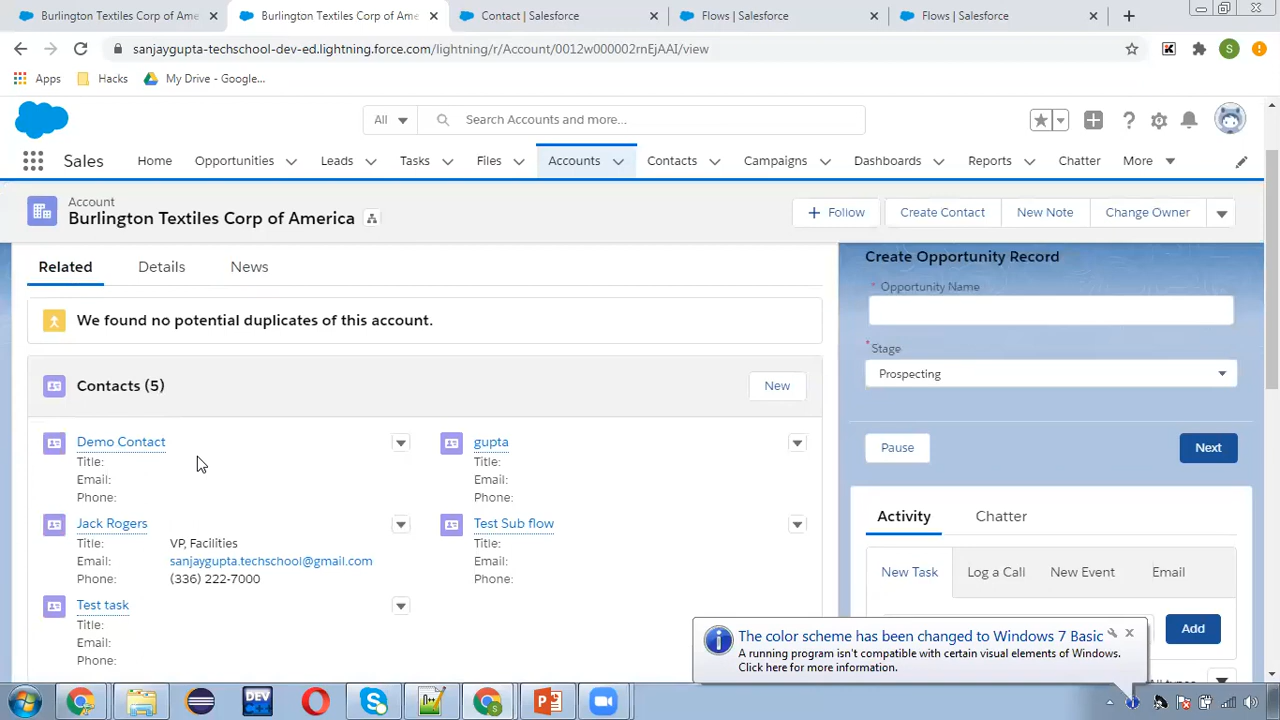 Burlington Textiles Corp of Ame
Burlington Textiles Corp of Ame
Contact | Salesforce
Flows | Salesforce
Flows | Salesforce
sanjaygupta-techschool-dev-ed.lightning.force.com/lightning/r/Account/0012w000002rnEjAAI/view
S
Apps
Hacks
My Drive - Google...
All
Search Accounts and more...
Sales
Home
Opportunities
Leads
Tasks
Files
Accounts
Contacts
Campaigns
Dashboards
Reports
Chatter
More
Account
Burlington Textiles Corp of America
Follow
Create Contact
New Note
Change Owner
Related
Details
News
We found no potential duplicates of this account.
Contacts (5)
New
Demo Contact
Title:
Email:
Phone:
gupta
Title:
Email:
Phone:
Jack Rogers
Title: VP, Facilities
Email: sanjaygupta.techschool@gmail.com
Phone: (336) 222-7000
Test Sub flow
Title:
Email:
Phone:
Test task
Title:
Email:
Phone:
Create Opportunity Record
* Opportunity Name
* Stage
Prospecting
Pause
Next
Activity
Chatter
New Task
Log a Call
New Event
Email
Add
The color scheme has been changed to Windows 7 Basic
A running program isn't compatible with certain visual elements of Windows.
Click here for more information.
All types
DEV
C++